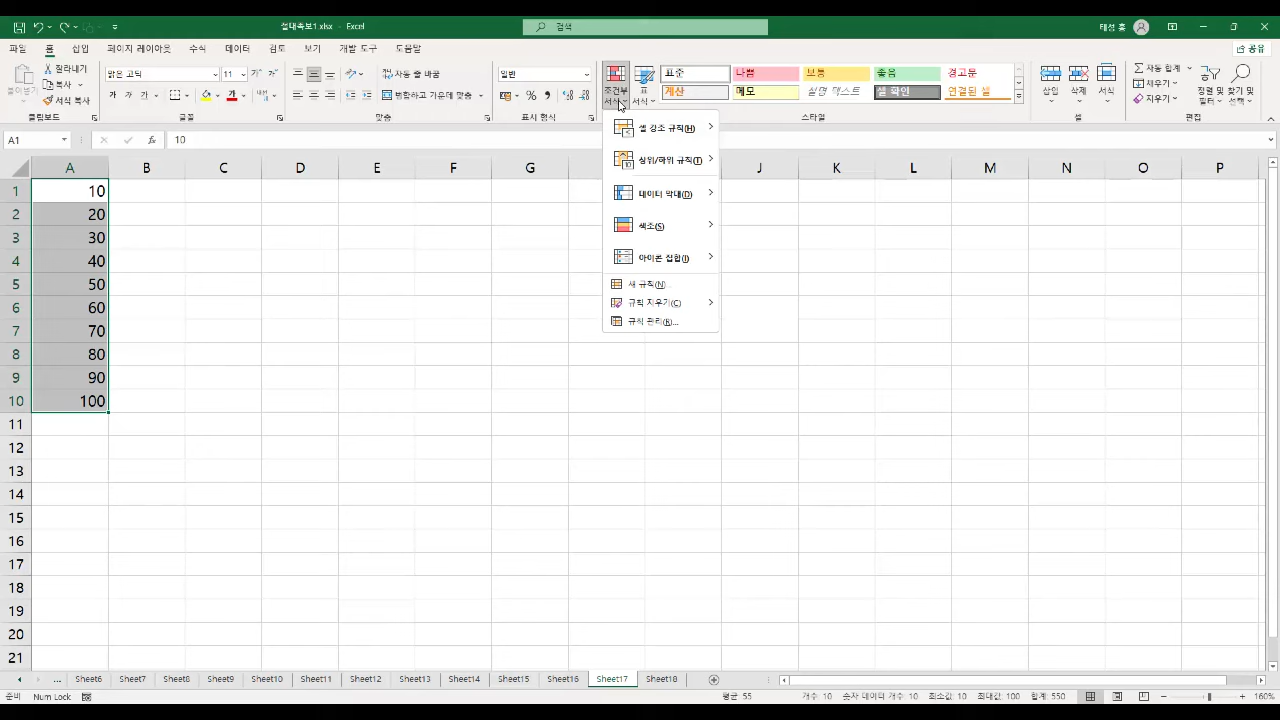 절대속보1.xlsx - Excel
검색
태성 홍
파일 홈 삽입 페이지 레이아웃 수식 데이터 검토 보기 개발 도구 도움말
공유
붙여넣기
잘라내기
복사
서식 복사
클립보드
맑은 고딕 11
가 가 가
글꼴
자동 줄 바꿈
병합하고 가운데 맞춤
맞춤
일반
표시 형식
조건부
서식
표
서식
표준 나쁨 보통 좋음 경고문
계산 메모 설명 텍스트 셀 확인 연결된 셀
스타일
삽입 삭제 서식
셀
자동 합계
채우기
지우기
정렬 및 찾기 및
필터 선택
편집
셀 강조 규칙(H)
상위/하위 규칙(T)
데이터 막대(D)
색조(S)
아이콘 집합(I)
새 규칙(N)...
규칙 지우기(C)
규칙 관리(R)...
A1 fx 10
A B C D E F G J K L M N O P
1 10
2 20
3 30
4 40
5 50
6 60
7 70
8 80
9 90
10 100
11
12
13
14
15
16
17
18
19
20
21
... Sheet6 Sheet7 Sheet8 Sheet9 Sheet10 Sheet11 Sheet12 Sheet13 Sheet14 Sheet15 Sheet16 Sheet17 Sheet18
준비 Num Lock 평균: 55 개수: 10 숫자 데이터 개수: 10 최소값: 10 최대값: 100 합계: 550 160%